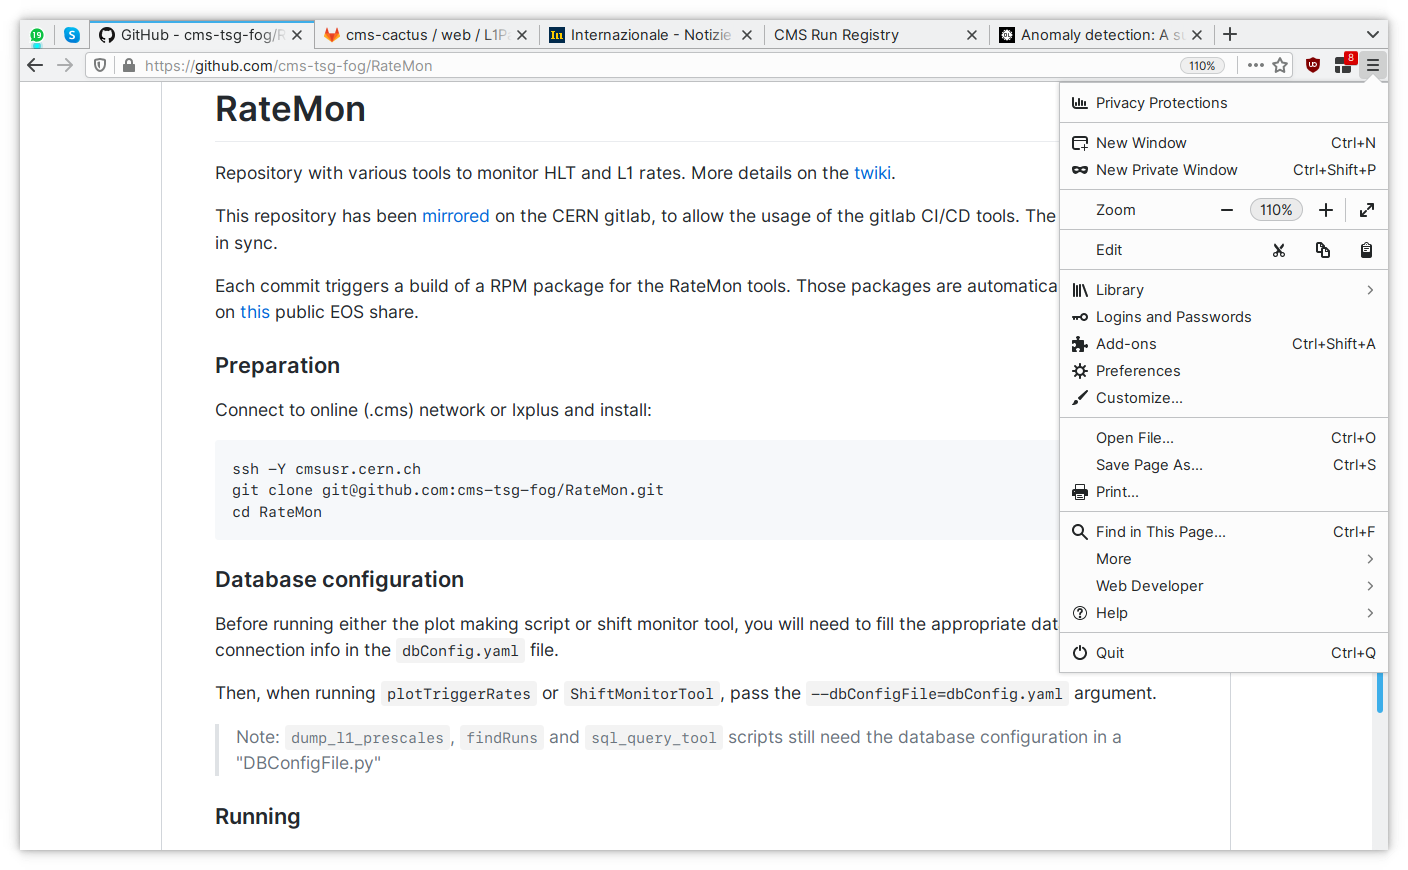 19
GitHub - cms-tsg-fog/R
cms-cactus / web / L1P
In Internazionale - Notizie
CMS Run Registry
Anomaly detection: A su
https://github.com/cms-tsg-fog/RateMon
110%
8
RateMon
Repository with various tools to monitor HLT and L1 rates. More details on the twiki.
This repository has been mirrored on the CERN gitlab, to allow the usage of the gitlab CI/CD tools. The
in sync.
Each commit triggers a build of a RPM package for the RateMon tools. Those packages are automatica
on this public EOS share.
Preparation
Connect to online (.cms) network or lxplus and install:
ssh -Y cmsusr.cern.ch
git clone git@github.com:cms-tsg-fog/RateMon.git
cd RateMon
Database configuration
Before running either the plot making script or shift monitor tool, you will need to fill the appropriate dat
connection info in the dbConfig.yaml file.
Then, when running plotTriggerRates or ShiftMonitorTool, pass the --dbConfigFile=dbConfig.yaml argument.
Note: dump_l1_prescales, findRuns and sql_query_tool scripts still need the database configuration in a
"DBConfigFile.py"
Running
Privacy Protections
New Window Ctrl+N
New Private Window Ctrl+Shift+P
Zoom − 110% +
Edit
Library
Logins and Passwords
Add-ons Ctrl+Shift+A
Preferences
Customize...
Open File... Ctrl+O
Save Page As... Ctrl+S
Print...
Find in This Page... Ctrl+F
More
Web Developer
Help
Quit Ctrl+Q